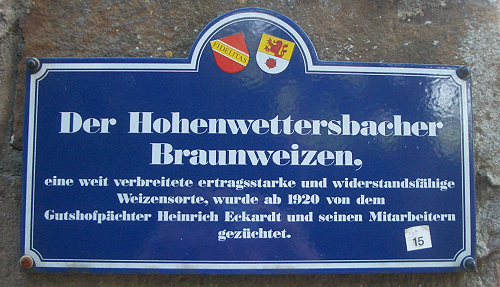 FIDELITAS
Der Hohenwettersbacher
Braunweizen,
eine weit verbreitete ertragsstarke und widerstandsfähige
Weizensorte, wurde ab 1920 von dem
Gutshofpächter Heinrich Eckardt und seinen Mitarbeitern
gezüchtet.
15